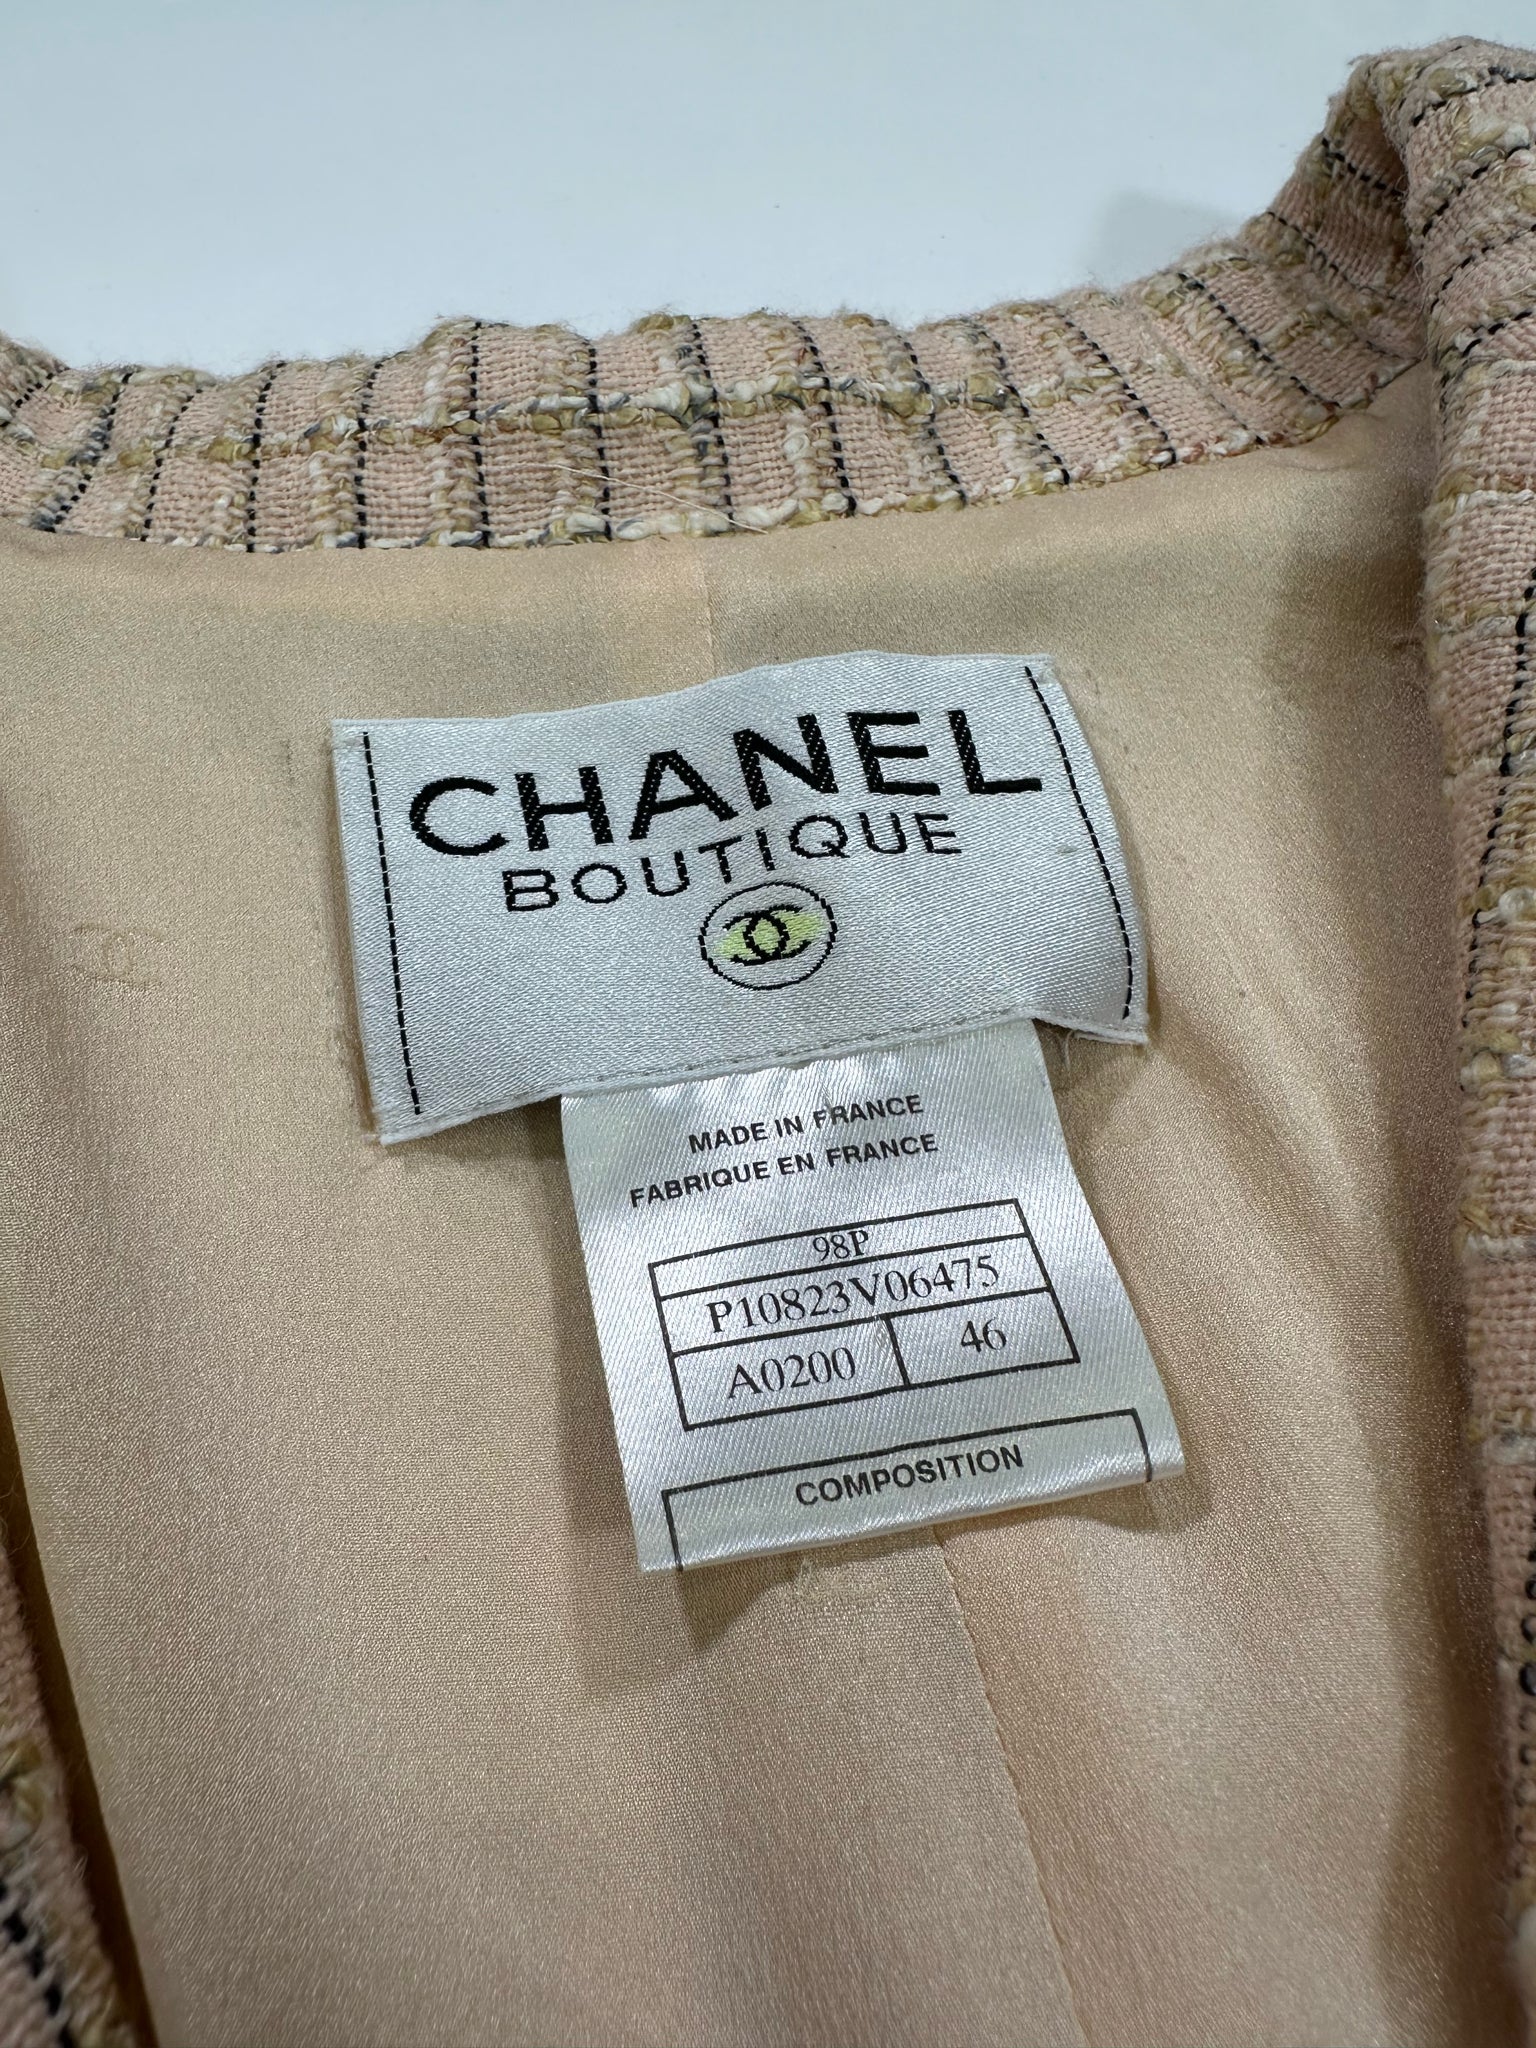 CHANEL
BOUTIQUE
MADE IN FRANCE
FABRIQUE EN FRANCE
98P
P10823V06475
A0200 46
COMPOSITION